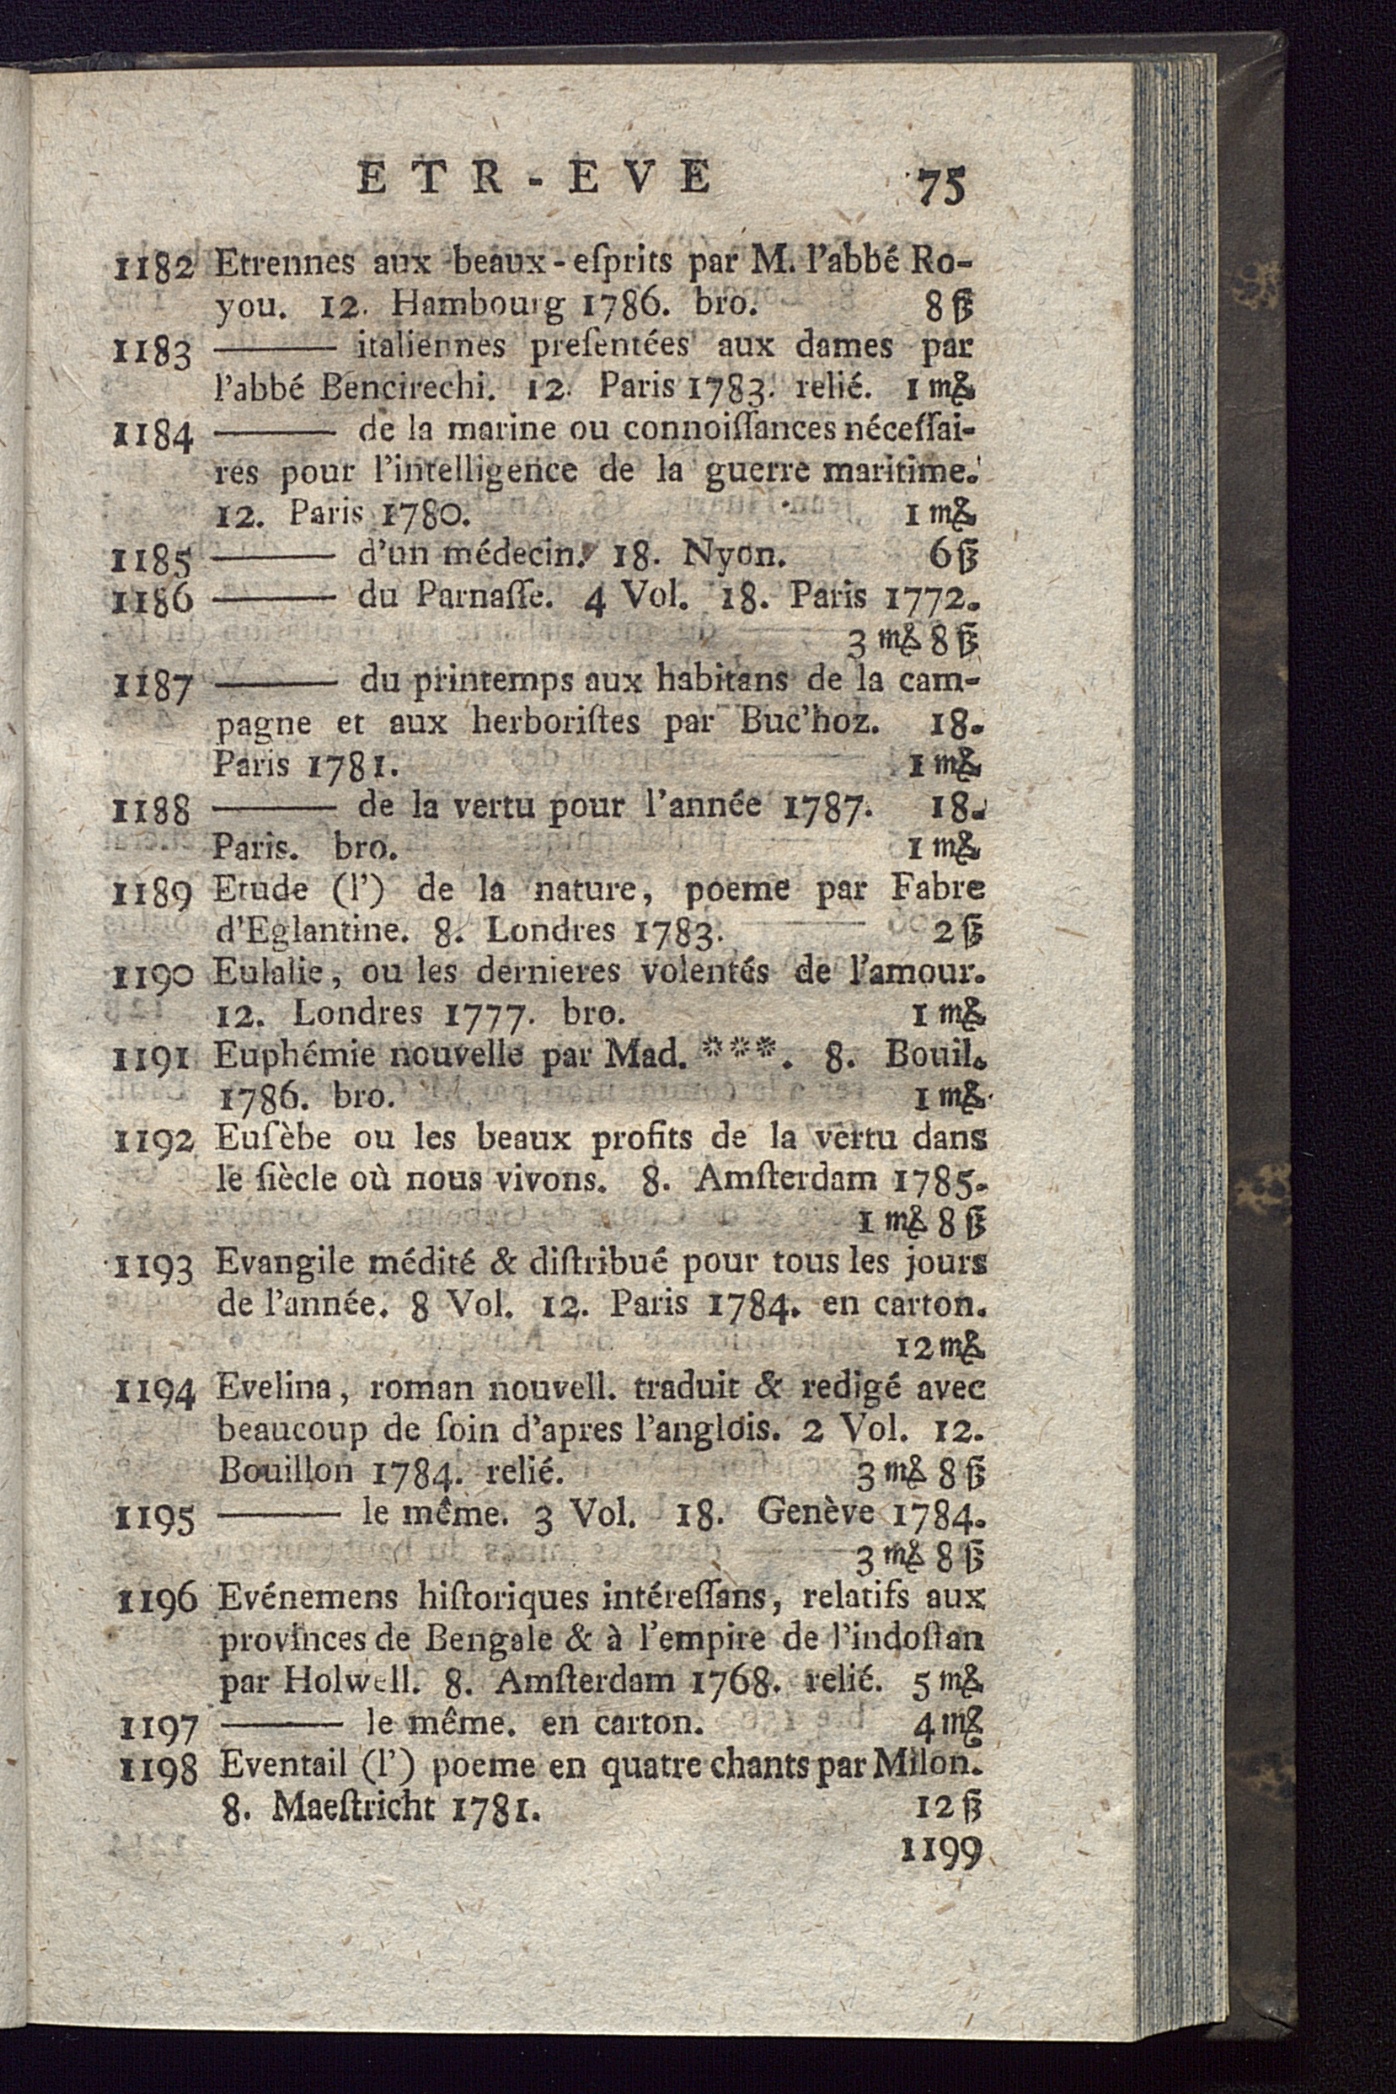 ETR-EVE 75
1182 Etrennes aux beaux-eſprits par M. l'abbé Ro-
you. 12. Hambourg 1786. bro. 8 ß
1183 ——— italiennes preſentées aux dames par
l'abbé Bencirechi. 12. Paris 1783. relié. 1 m&
1184 ——— de la marine ou connoiſſances néceſſai-
res pour l'intelligence de la guerre maritime.
12. Paris 1780. 1 m&
1185 ——— d'un médecin. 18. Nyon. 6 ß
1186 ——— du Parnaſſe. 4 Vol. 18. Paris 1772.
3 m& 8 ß
1187 ——— du printemps aux habitans de la cam-
pagne et aux herboriſtes par Buc'hoz. 18.
Paris 1781. 1 m&
1188 ——— de la vertu pour l'année 1787. 18.
Paris. bro. 1 m&
1189 Etude (l') de la nature, poeme par Fabre
d'Eglantine. 8. Londres 1783. 2 ß
1190 Eulalie, ou les dernieres volentés de l'amour.
12. Londres 1777. bro. 1 m&
1191 Euphémie nouvelle par Mad. ***. 8. Bouil.
1786. bro. 1 m&
1192 Euſèbe ou les beaux profits de la vertu dans
le ſiècle où nous vivons. 8. Amſterdam 1785.
1 m& 8 ß
1193 Evangile médité & diſtribué pour tous les jours
de l'année. 8 Vol. 12. Paris 1784. en carton.
12 m&
1194 Evelina, roman nouvell. traduit & redigé avec
beaucoup de ſoin d'apres l'anglois. 2 Vol. 12.
Bouillon 1784. relié. 3 m& 8 ß
1195 ——— le même. 3 Vol. 18. Genève 1784.
3 m& 8 ß
1196 Evénemens hiſtoriques intéreſſans, relatifs aux
provinces de Bengale & à l'empire de l'indoſtan
par Holwell. 8. Amſterdam 1768. relié. 5 m&
1197 ——— le même. en carton. 4 m&
1198 Eventail (l') poeme en quatre chants par Milon.
8. Maeſtricht 1781. 12 ß
1199